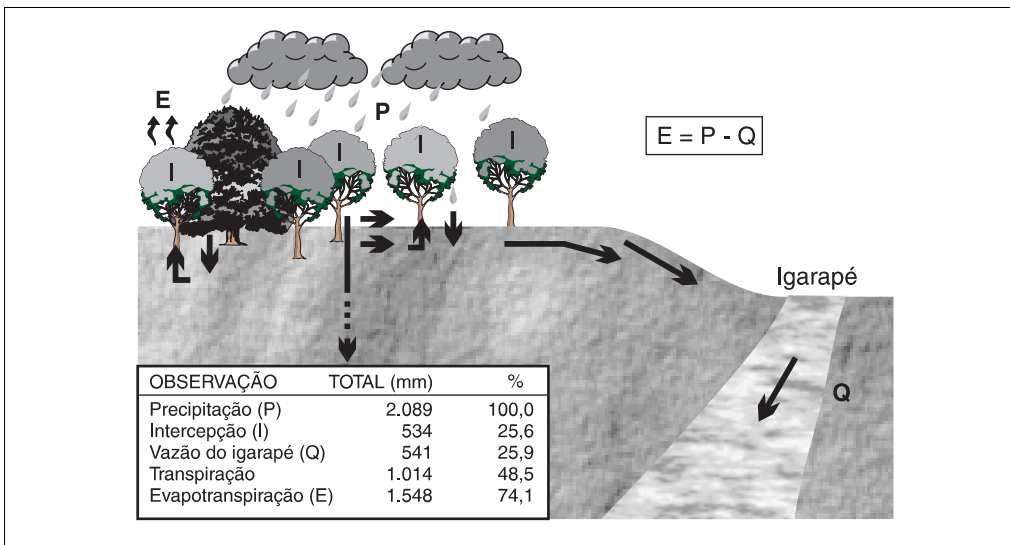 E
P
I
I
I
I
I
E = P - Q
Igarapé
Q
OBSERVAÇÃO TOTAL (mm) %
Precipitação (P) 2.089 100,0
Intercepção (I) 534 25,6
Vazão do igarapé (Q) 541 25,9
Transpiração 1.014 48,5
Evapotranspiração (E) 1.548 74,1